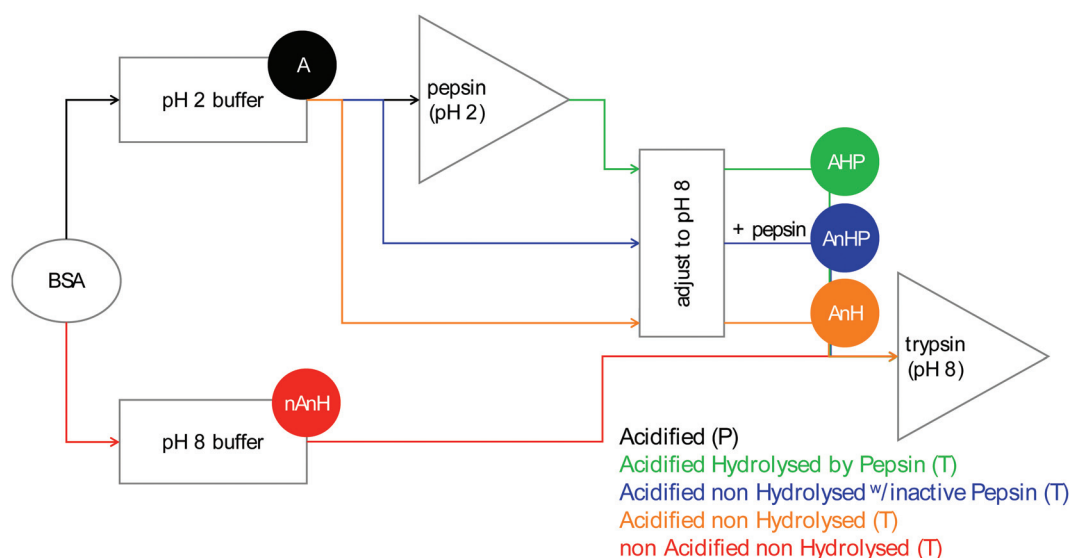 A
pH 2 buffer
pepsin
(pH 2)
AHP
adjust to pH 8
+ pepsin
AnHP
BSA
AnH
trypsin
(pH 8)
nAnH
pH 8 buffer
Acidified (P)
Acidified Hydrolysed by Pepsin (T)
Acidified non Hydrolysed w/inactive Pepsin (T)
Acidified non Hydrolysed (T)
non Acidified non Hydrolysed (T)